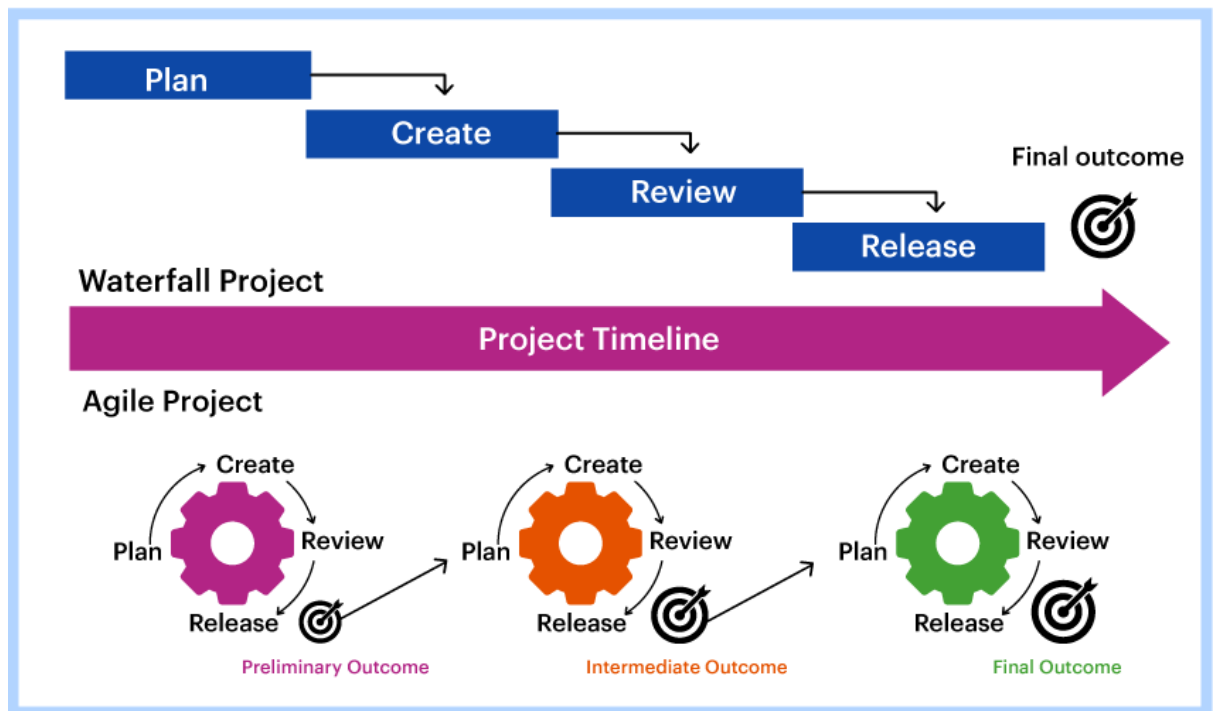 Plan
Create
Review
Release
Final outcome
Waterfall Project
Project Timeline
Agile Project
Create
Plan
Review
Release
Preliminary Outcome
Create
Plan
Review
Release
Intermediate Outcome
Create
Plan
Review
Release
Final Outcome